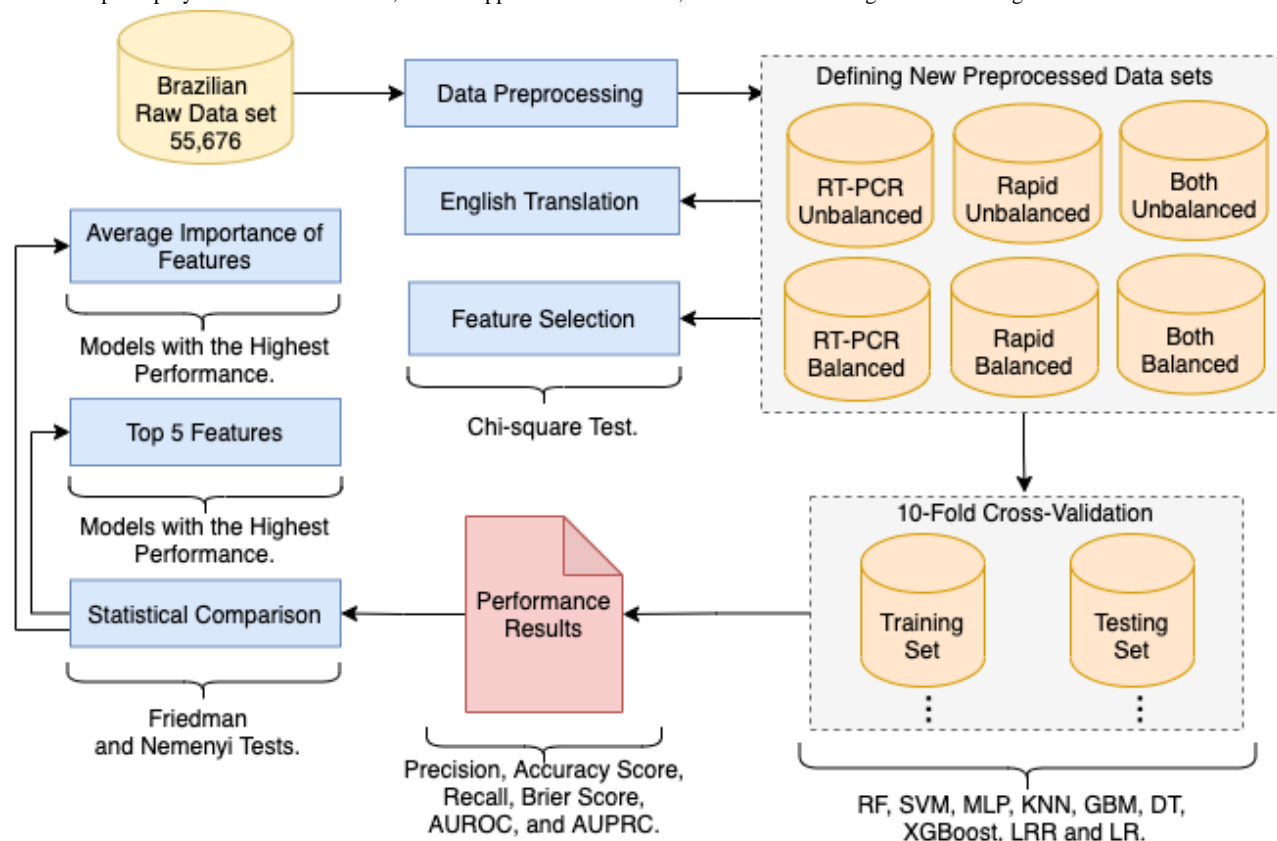 Brazilian
Raw Data set
55,676
Data Preprocessing
Defining New Preprocessed Data sets
RT-PCR
Unbalanced
Rapid
Unbalanced
Both
Unbalanced
English Translation
Average Importance of
Features
Feature Selection
RT-PCR
Balanced
Rapid
Balanced
Both
Balanced
Models with the Highest
Performance.
Chi-square Test.
Top 5 Features
Models with the Highest
Performance.
10-Fold Cross-Validation
Training
Set
Testing
Set
Performance
Results
Statistical Comparison
Friedman
and Nemenyi Tests.
Precision, Accuracy Score,
Recall, Brier Score,
AUROC, and AUPRC.
RF, SVM, MLP, KNN, GBM, DT,
XGBoost, LRR and LR.